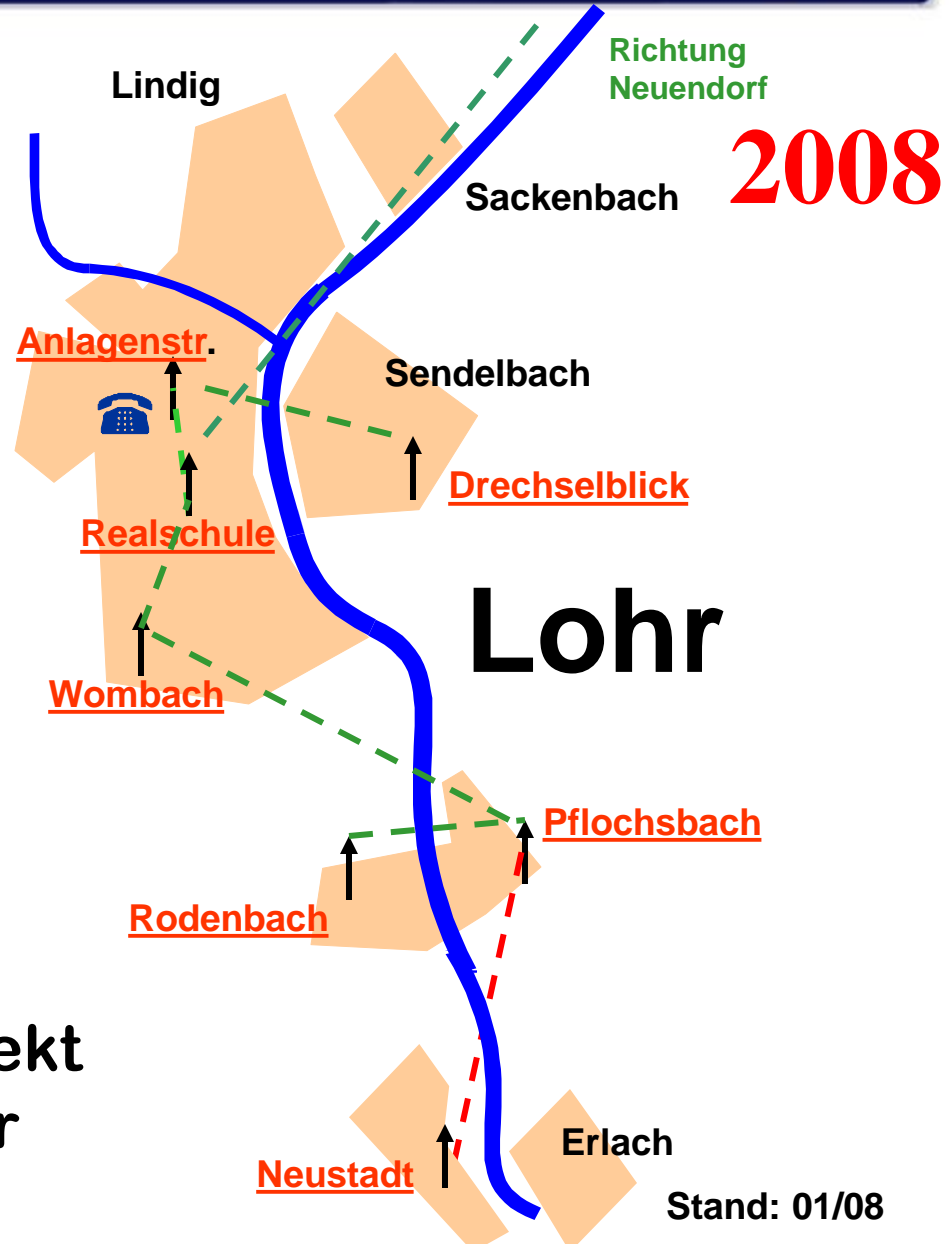 Richtung
Neuendorf
Lindig
2008
Sackenbach
Anlagenstr.
Sendelbach
Drechselblick
Realschule
Lohr
Wombach
Pflochsbach
Rodenbach
ekt
r
Erlach
Neustadt
Stand: 01/08